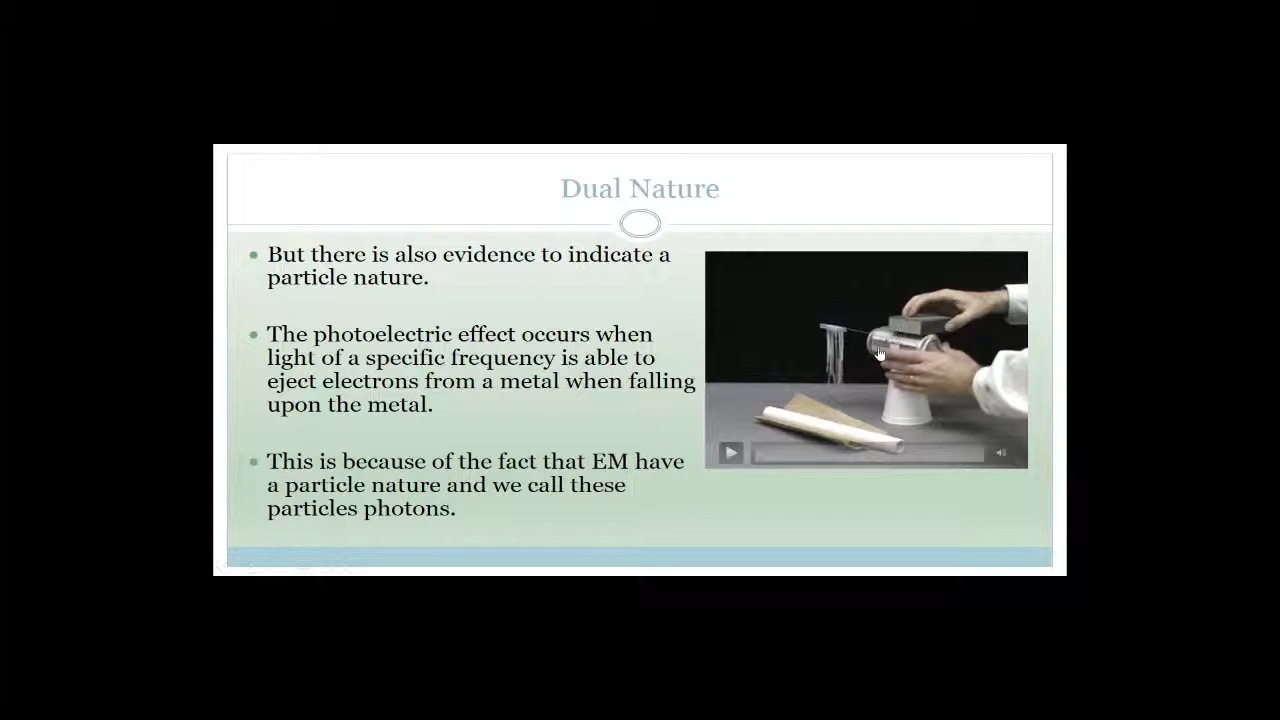 Dual Nature
But there is also evidence to indicate a
particle nature.
The photoelectric effect occurs when
light of a specific frequency is able to
eject electrons from a metal when falling
upon the metal.
This is because of the fact that EM have
a particle nature and we call these
particles photons.